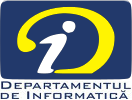 DEPARTAMENTUL
DE INFORMATICĂ